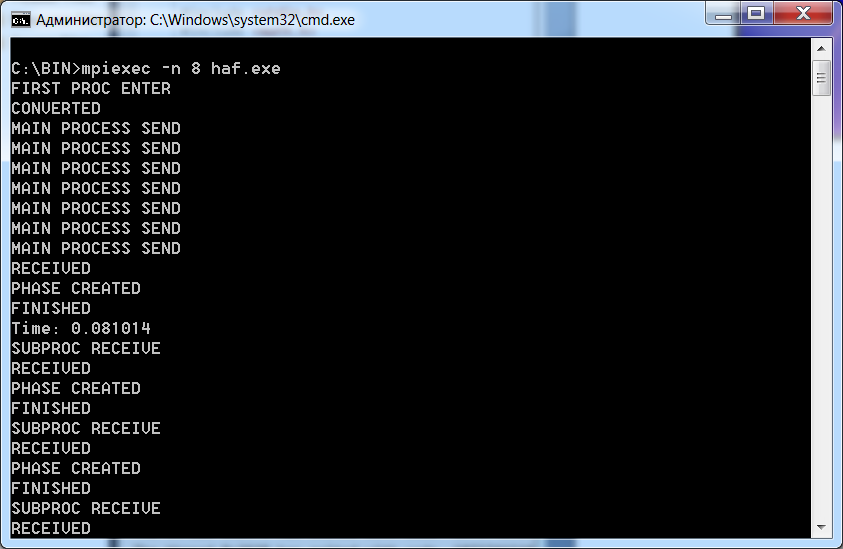 Администратор: C:\Windows\system32\cmd.exe
C:\BIN>mpiexec -n 8 haf.exe
FIRST PROC ENTER
CONVERTED
MAIN PROCESS SEND
MAIN PROCESS SEND
MAIN PROCESS SEND
MAIN PROCESS SEND
MAIN PROCESS SEND
MAIN PROCESS SEND
MAIN PROCESS SEND
RECEIVED
PHASE CREATED
FINISHED
Time: 0.081014
SUBPROC RECEIVE
RECEIVED
PHASE CREATED
FINISHED
SUBPROC RECEIVE
RECEIVED
PHASE CREATED
FINISHED
SUBPROC RECEIVE
RECEIVED